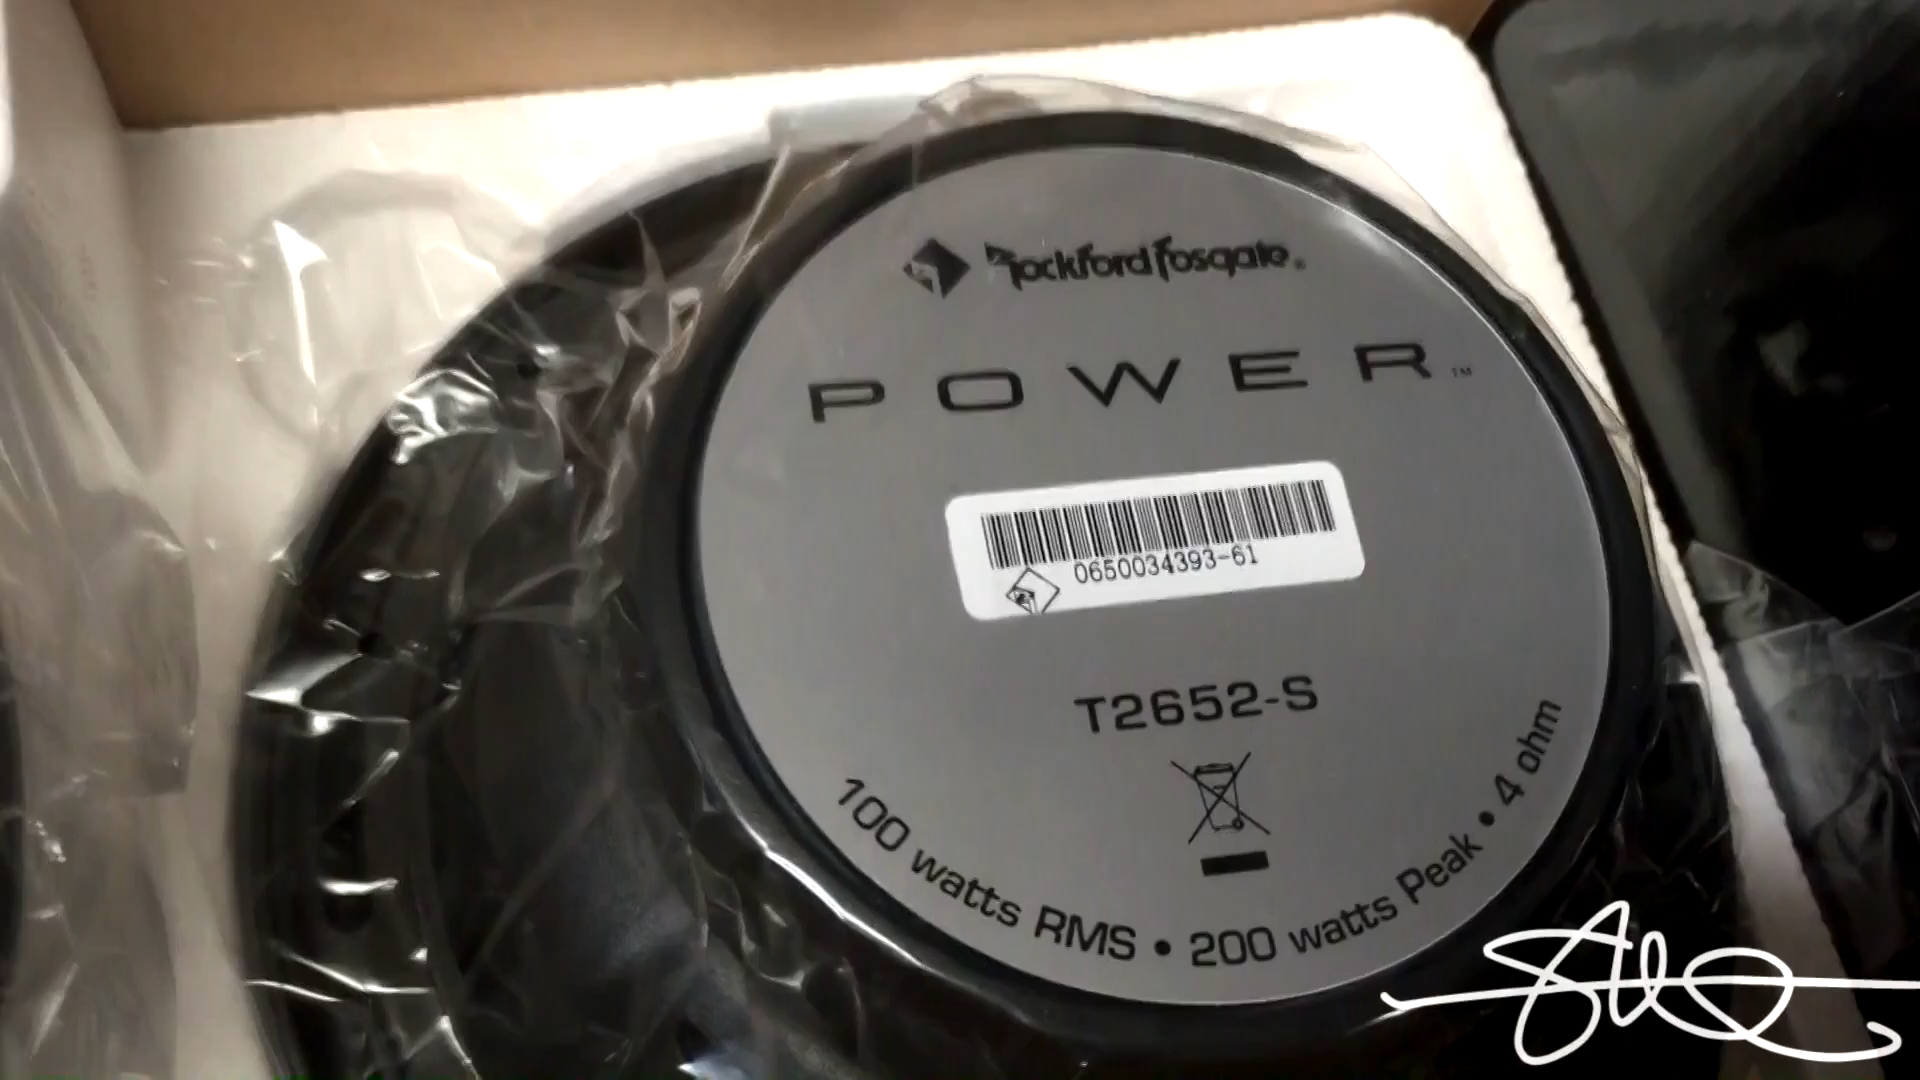 Rockford Fosgate®
POWER™
0650034393-61
T2652-S
100 watts RMS • 200 watts Peak • 4 ohm